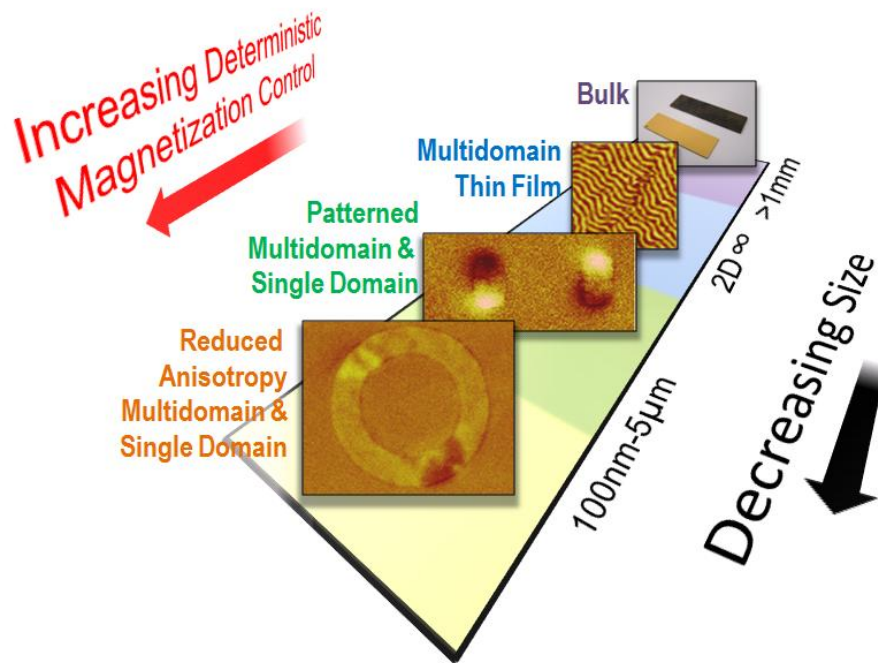 Increasing Deterministic
Magnetization Control
Bulk
Multidomain
Thin Film
Patterned
Multidomain &
Single Domain
Reduced
Anisotropy
Multidomain &
Single Domain
>1mm
2D∞
100nm-5µm
Decreasing Size